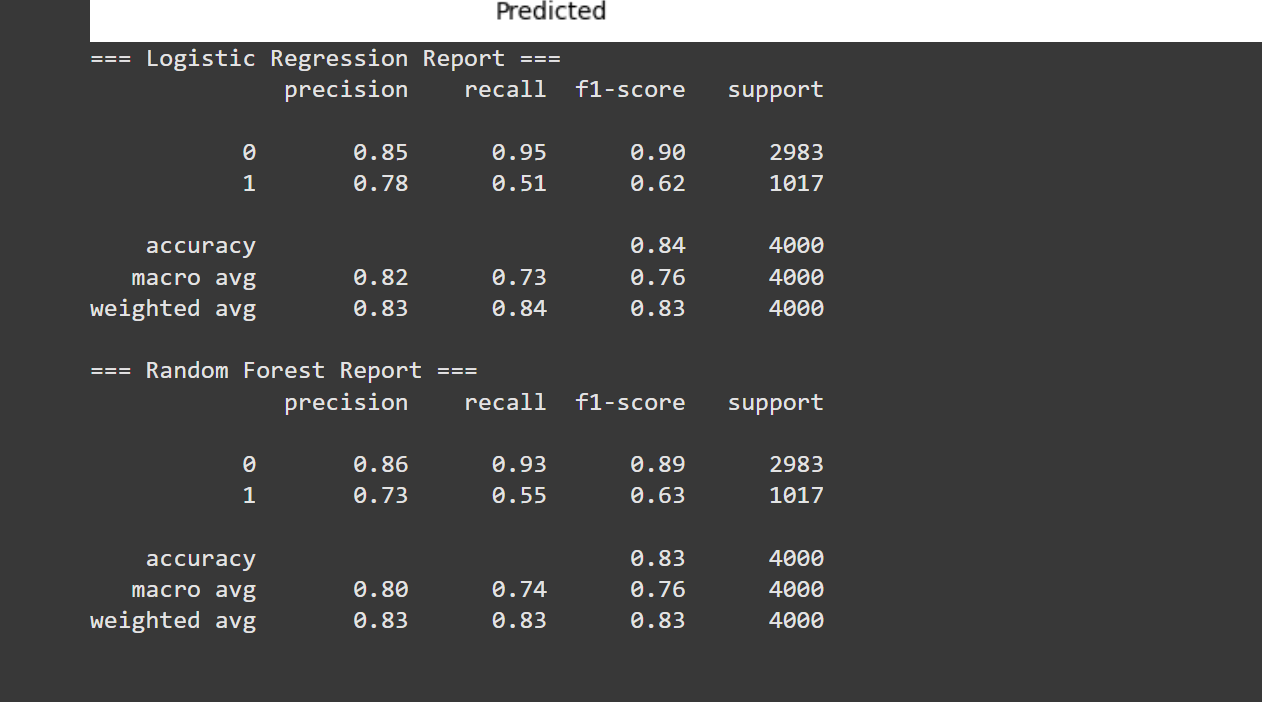 Predicted
=== Logistic Regression Report ===
              precision    recall  f1-score   support

           0       0.85      0.95      0.90      2983
           1       0.78      0.51      0.62      1017

    accuracy                           0.84      4000
   macro avg       0.82      0.73      0.76      4000
weighted avg       0.83      0.84      0.83      4000

=== Random Forest Report ===
              precision    recall  f1-score   support

           0       0.86      0.93      0.89      2983
           1       0.73      0.55      0.63      1017

    accuracy                           0.83      4000
   macro avg       0.80      0.74      0.76      4000
weighted avg       0.83      0.83      0.83      4000